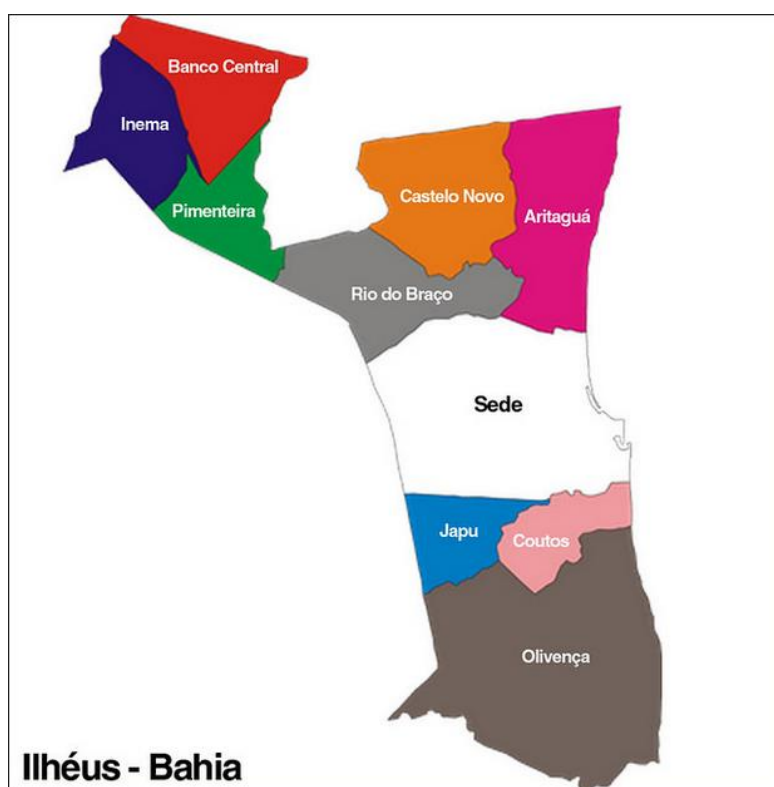 Banco Central
Inema
Castelo Novo
Pimenteira
Aritaguá
Rio do Braço
Sede
Japu
Coutos
Olivença
Ilhéus - Bahia